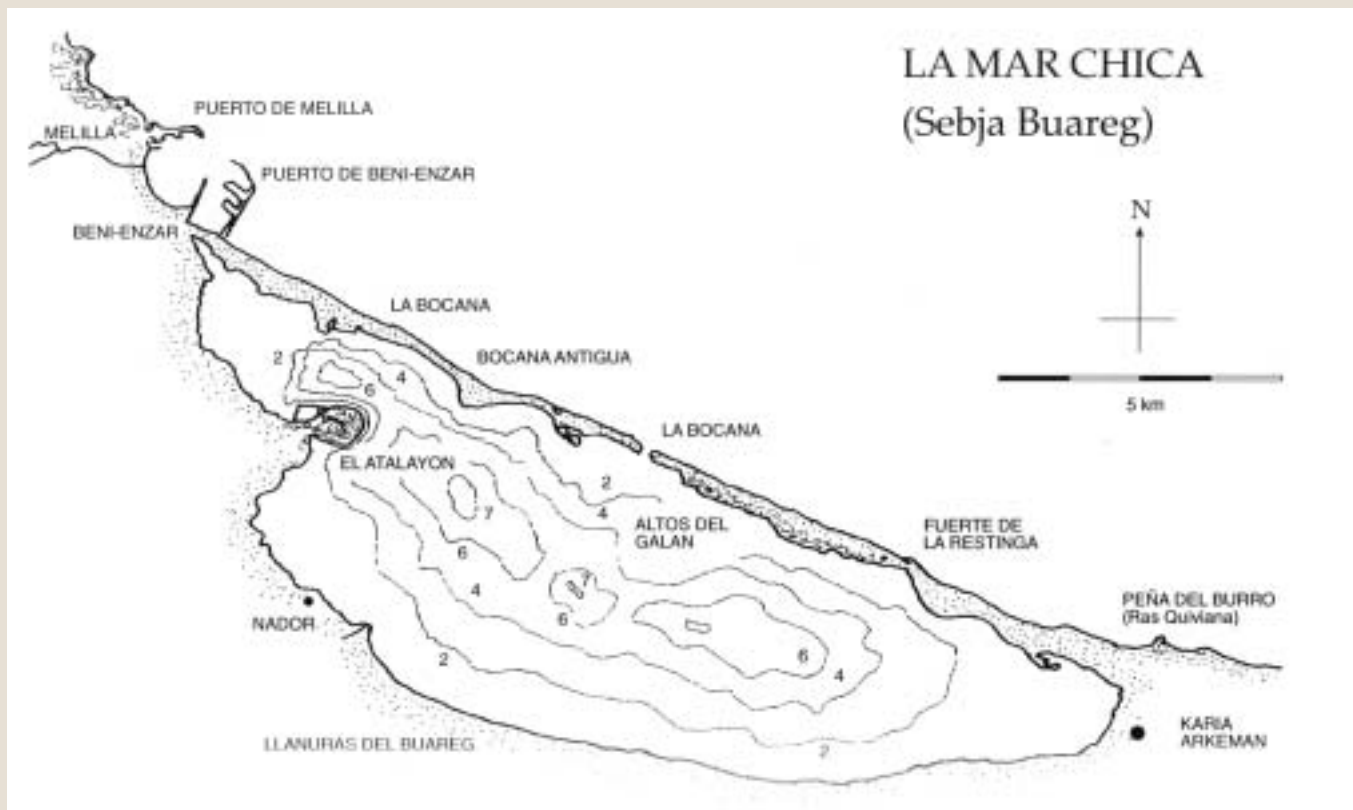 LA MAR CHICA
(Sebja Buareg)
PUERTO DE MELILLA
MELILLA
PUERTO DE BENI-ENZAR
BENI-ENZAR
N
5 km
LA BOCANA
BOCANA ANTIGUA
2
4
6
LA BOCANA
EL ATALAYON
2
7
4
ALTOS DEL
GALAN
FUERTE DE
LA RESTINGA
6
4
7
6
NADOR
PEÑA DEL BURRO
(Ras Quiviana)
2
6
4
KARIA
ARKEMAN
LLANURAS DEL BUAREG
2